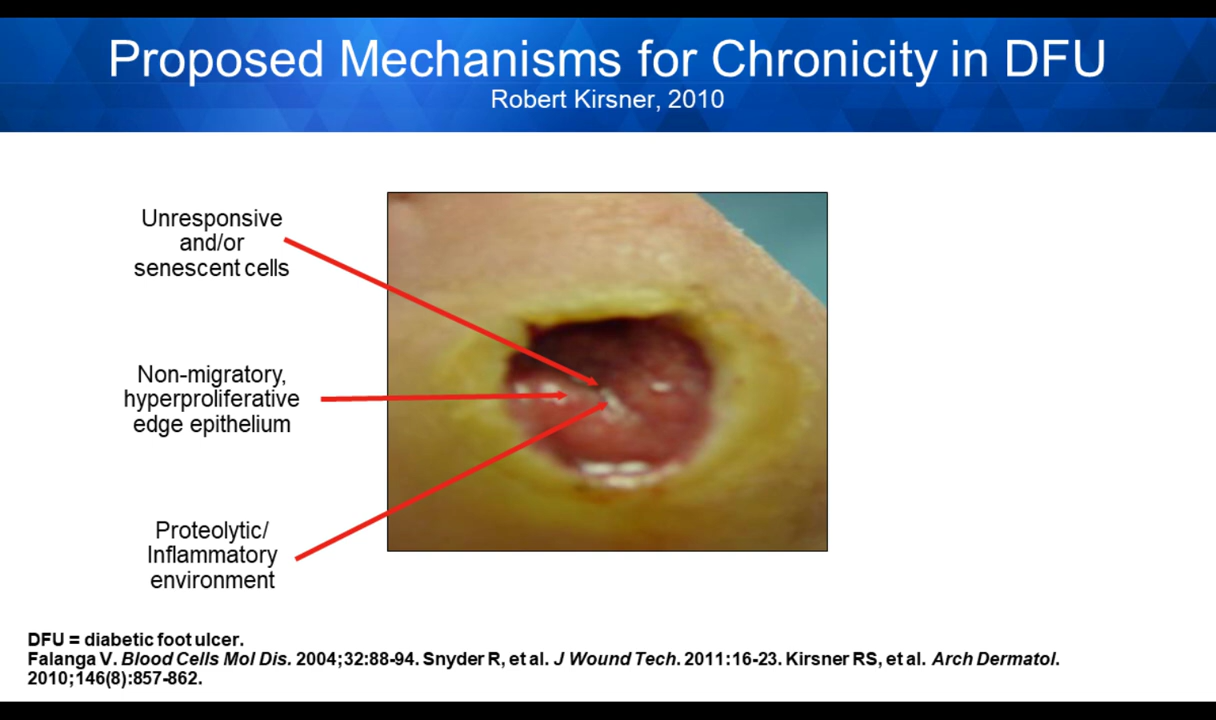 Proposed Mechanisms for Chronicity in DFU
Robert Kirsner, 2010
Unresponsive
and/or
senescent cells
Non-migratory,
hyperproliferative
edge epithelium
Proteolytic/
Inflammatory
environment
DFU = diabetic foot ulcer.
Falanga V. Blood Cells Mol Dis. 2004;32:88-94. Snyder R, et al. J Wound Tech. 2011:16-23. Kirsner RS, et al. Arch Dermatol.
2010;146(8):857-862.